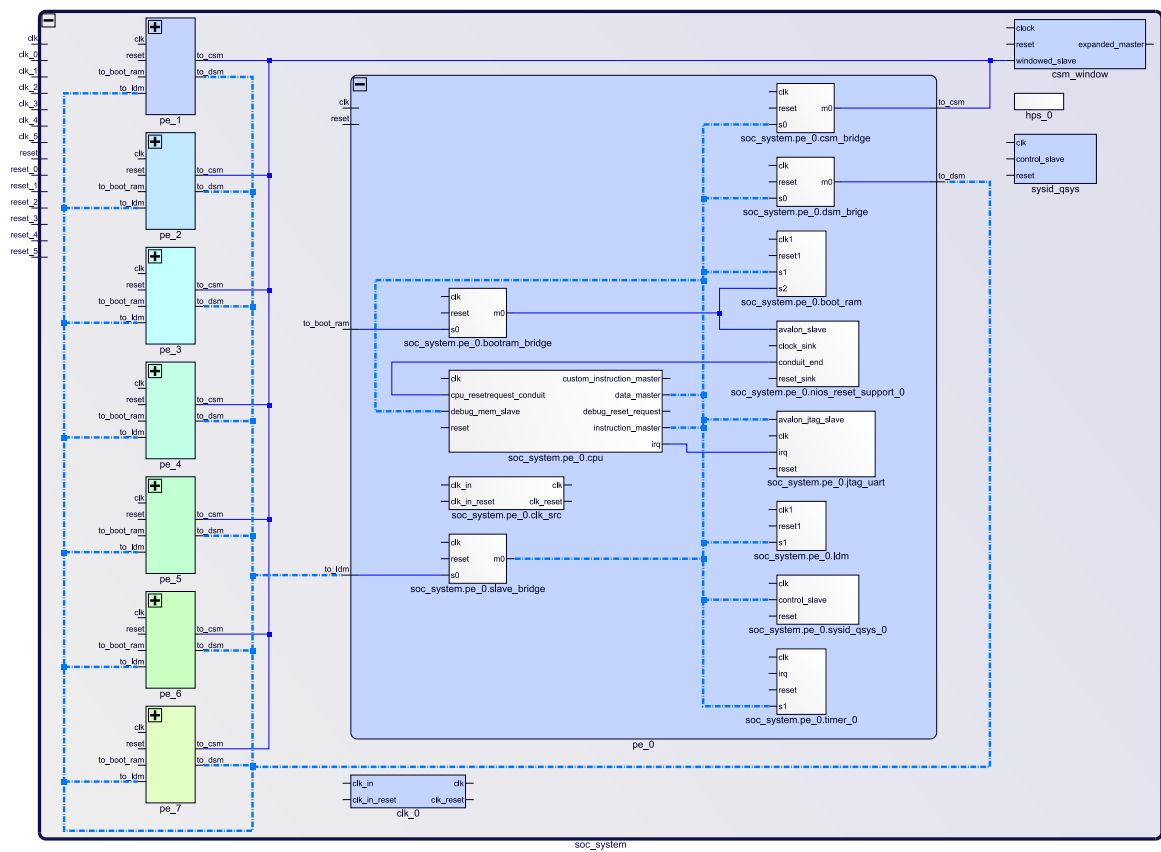 clk
clk_0
clk_1
clk_2
clk_3
clk_4
clk_5
reset
reset_0
reset_1
reset_2
reset_3
reset_4
reset_5
clk
reset
to_boot_ram
to_ldm
to_csm
to_dsm
pe_1
clk
reset
to_boot_ram
to_ldm
to_csm
to_dsm
pe_2
clk
reset
to_boot_ram
to_ldm
to_csm
to_dsm
pe_3
clk
reset
to_boot_ram
to_ldm
to_csm
to_dsm
pe_4
clk
reset
to_boot_ram
to_ldm
to_csm
to_dsm
pe_5
clk
reset
to_boot_ram
to_ldm
to_csm
to_dsm
pe_6
clk
reset
to_boot_ram
to_ldm
to_csm
to_dsm
pe_7
clk
reset
to_boot_ram
to_ldm
clk
reset
s0
m0
soc_system.pe_0.bootram_bridge
clk
cpu_resetrequest_conduit
debug_mem_slave
reset
custom_instruction_master
data_master
debug_reset_request
instruction_master
irq
soc_system.pe_0.cpu
clk_in
clk_in_reset
clk
clk_reset
soc_system.pe_0.clk_src
clk
reset
s0
m0
soc_system.pe_0.slave_bridge
clk
reset
s0
m0
soc_system.pe_0.csm_bridge
clk
reset
s0
m0
soc_system.pe_0.dsm_brige
clk1
reset1
s1
s2
soc_system.pe_0.boot_ram
avalon_slave
clock_sink
conduit_end
reset_sink
soc_system.pe_0.nios_reset_support_0
avalon_jtag_slave
clk
irq
reset
soc_system.pe_0.jtag_uart
clk1
reset1
s1
soc_system.pe_0.ldm
clk
control_slave
reset
soc_system.pe_0.sysid_qsys_0
clk
irq
reset
s1
soc_system.pe_0.timer_0
to_csm
to_dsm
pe_0
clk_in
clk_in_reset
clk
clk_reset
clk_0
clock
reset
windowed_slave
expanded_master
csm_window
hps_0
clk
control_slave
reset
sysid_qsys
soc_system